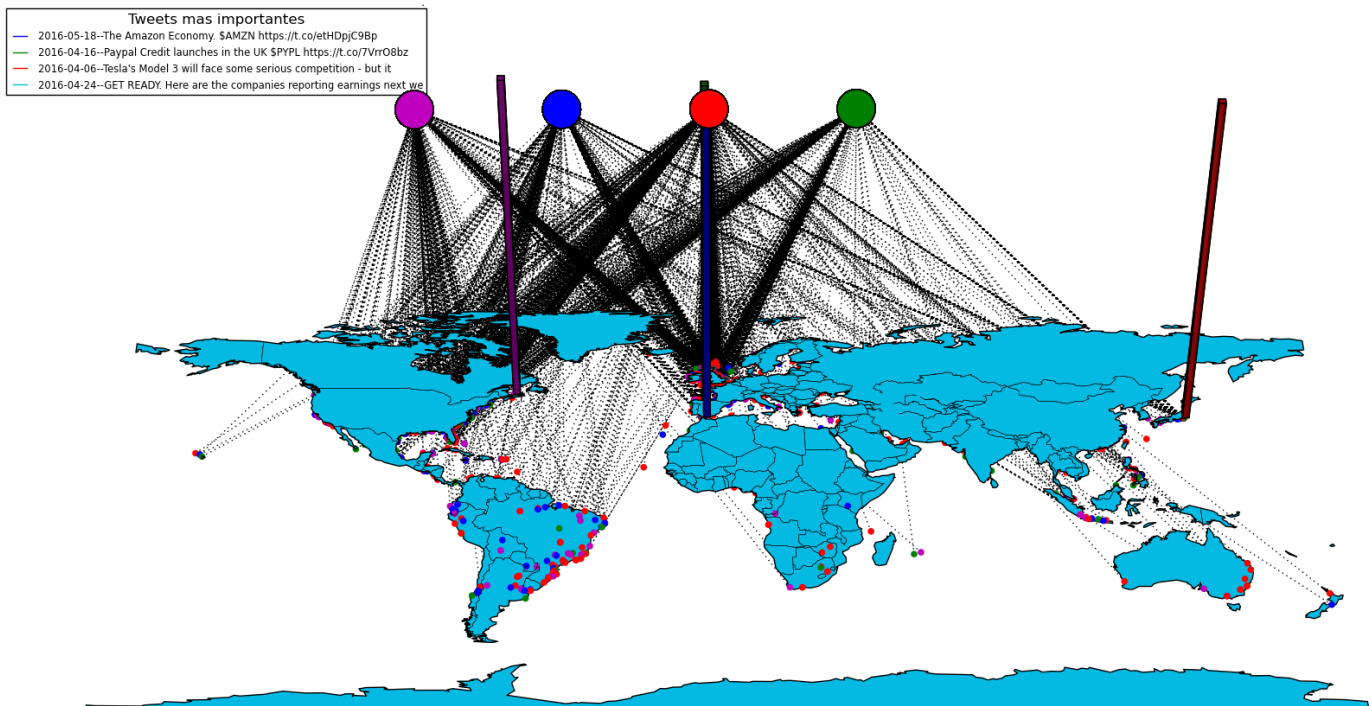 Tweets mas importantes
2016-05-18--The Amazon Economy. $AMZN https://t.co/etHDpjC9Bp
2016-04-16--Paypal Credit launches in the UK $PYPL https://t.co/7VrrO8bz
2016-04-06--Tesla's Model 3 will face some serious competition - but it
2016-04-24--GET READY. Here are the companies reporting earnings next we